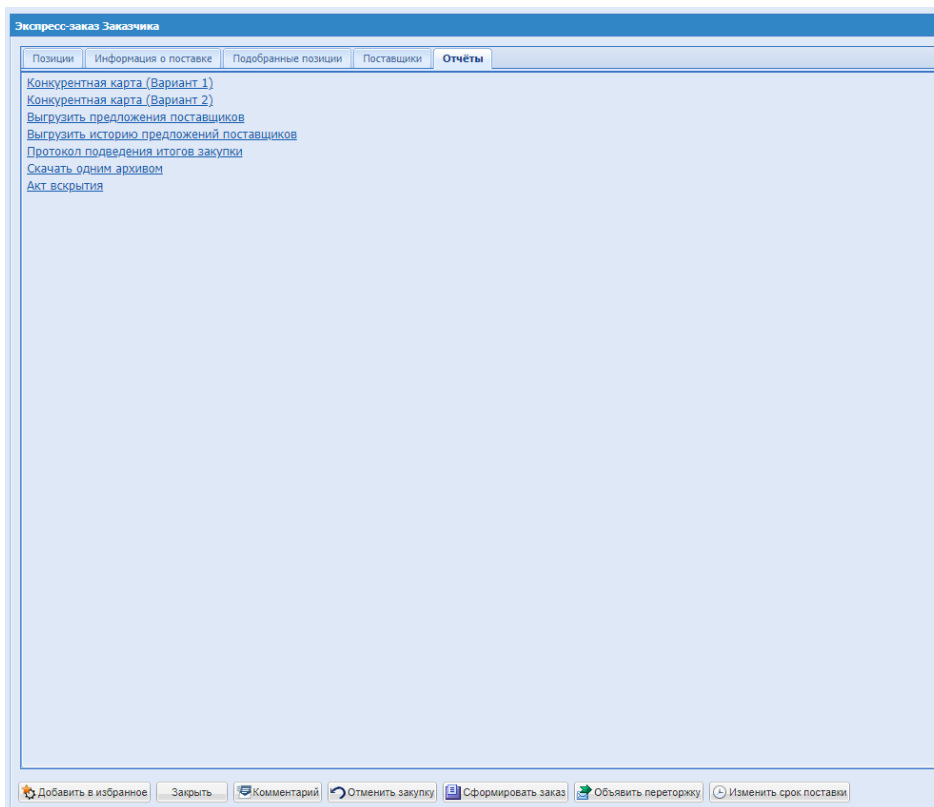 Экспресс-заказ Заказчика
Позиции Информация о поставке Подобранные позиции Поставщики Отчёты
Конкурентная карта (Вариант 1)
Конкурентная карта (Вариант 2)
Выгрузить предложения поставщиков
Выгрузить историю предложений поставщиков
Протокол подведения итогов закупки
Скачать одним архивом
Акт вскрытия
Добавить в избранное Закрыть Комментарий Отменить закупку Сформировать заказ Объявить переторжку Изменить срок поставки